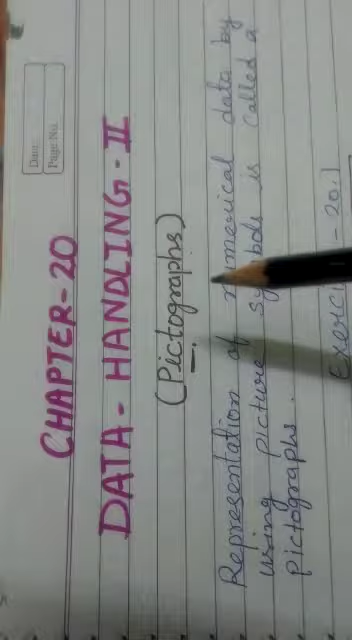 Date:
Page No.
CHAPTER-20
DATA-HANDLING-II
(Pictographs)
Representation of numerical data by
using picture symbols is called a
pictographs.
Exercise-20.1